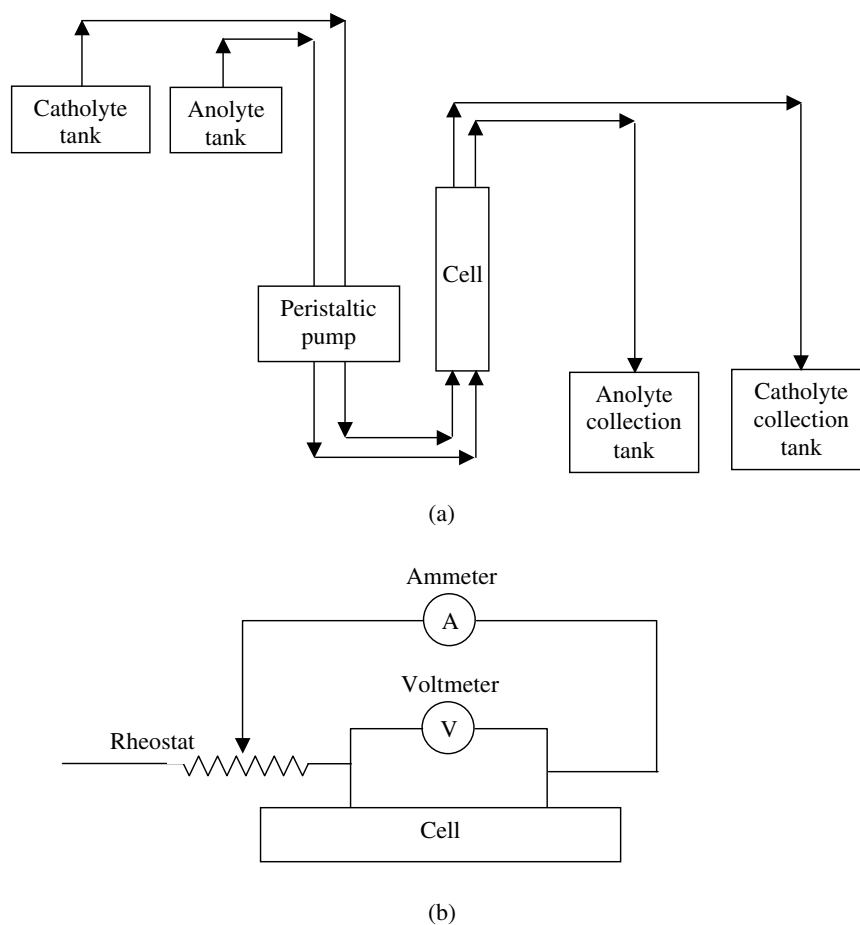 Catholyte
tank
Anolyte
tank
Cell
Peristaltic
pump
Anolyte
collection
tank
Catholyte
collection
tank
(a)
Ammeter
A
Voltmeter
V
Rheostat
Cell
(b)